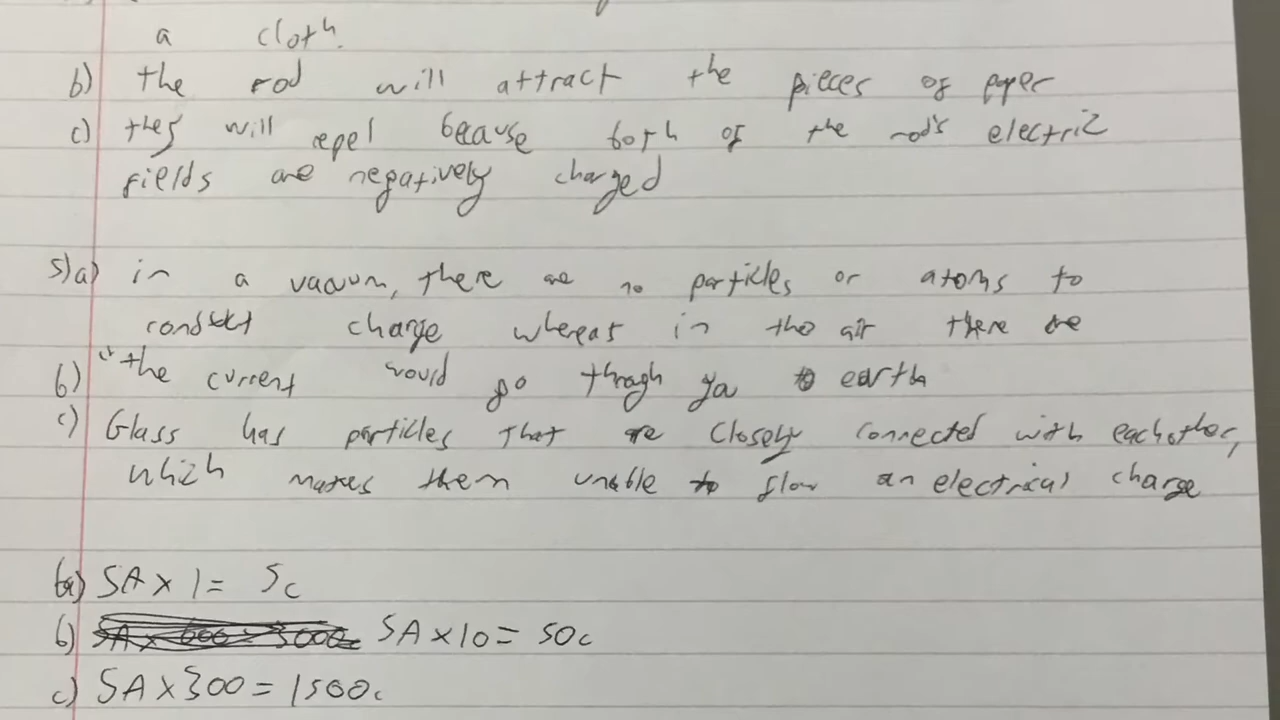 a cloth.
b) the rod will attract the pieces of paper
c) they will repel because both of the rod's electric
fields are negatively charged
5)a) in a vacuum, there are no particles or atoms to
conduct charge whereas in the air there are
b) the current would go through you to earth
c) Glass has particles that are closely connected with eachother,
which makes them unable to flow an electrical charge
6a) 5A x 1 = 5c
b) 5A x 10 = 50c
c) 5A x 300 = 1500c